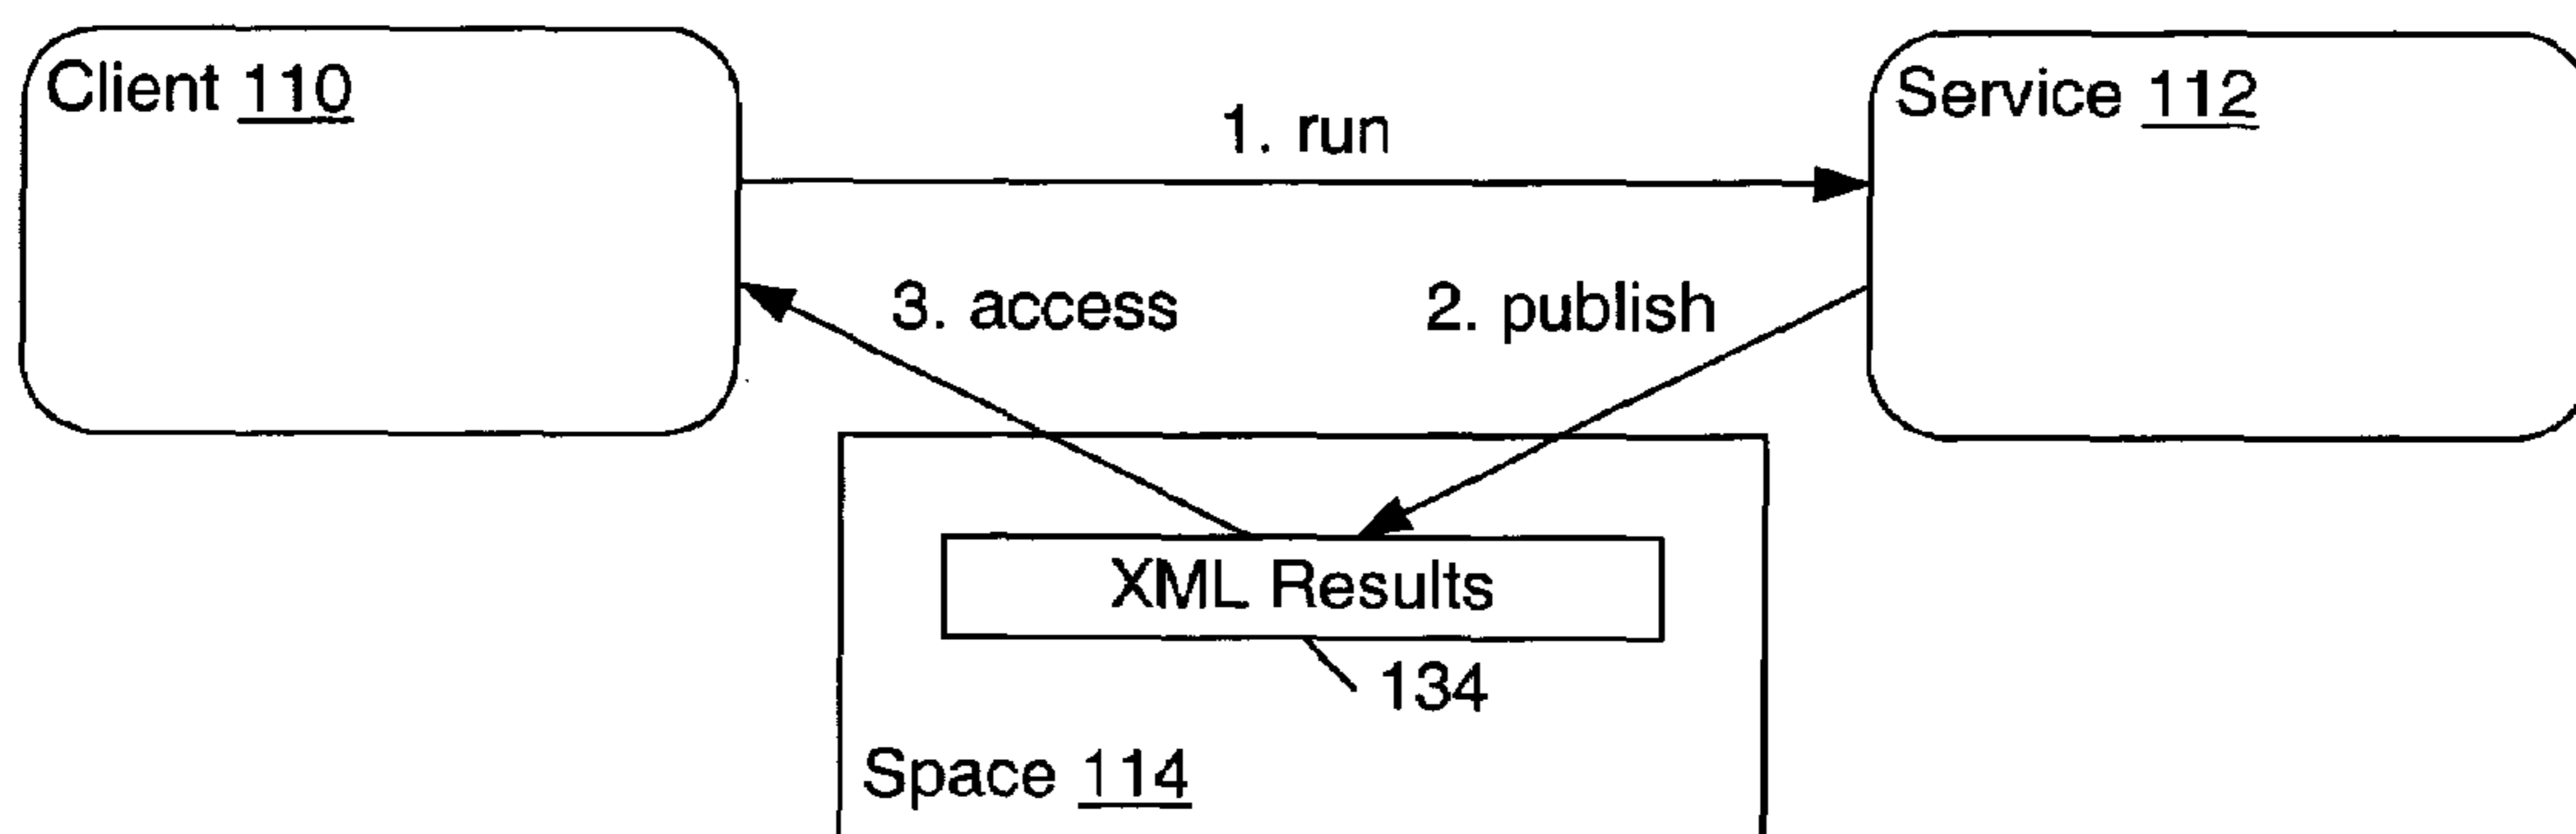 Client 110
Service 112
1. run
3. access
2. publish
XML Results
134
Space 114